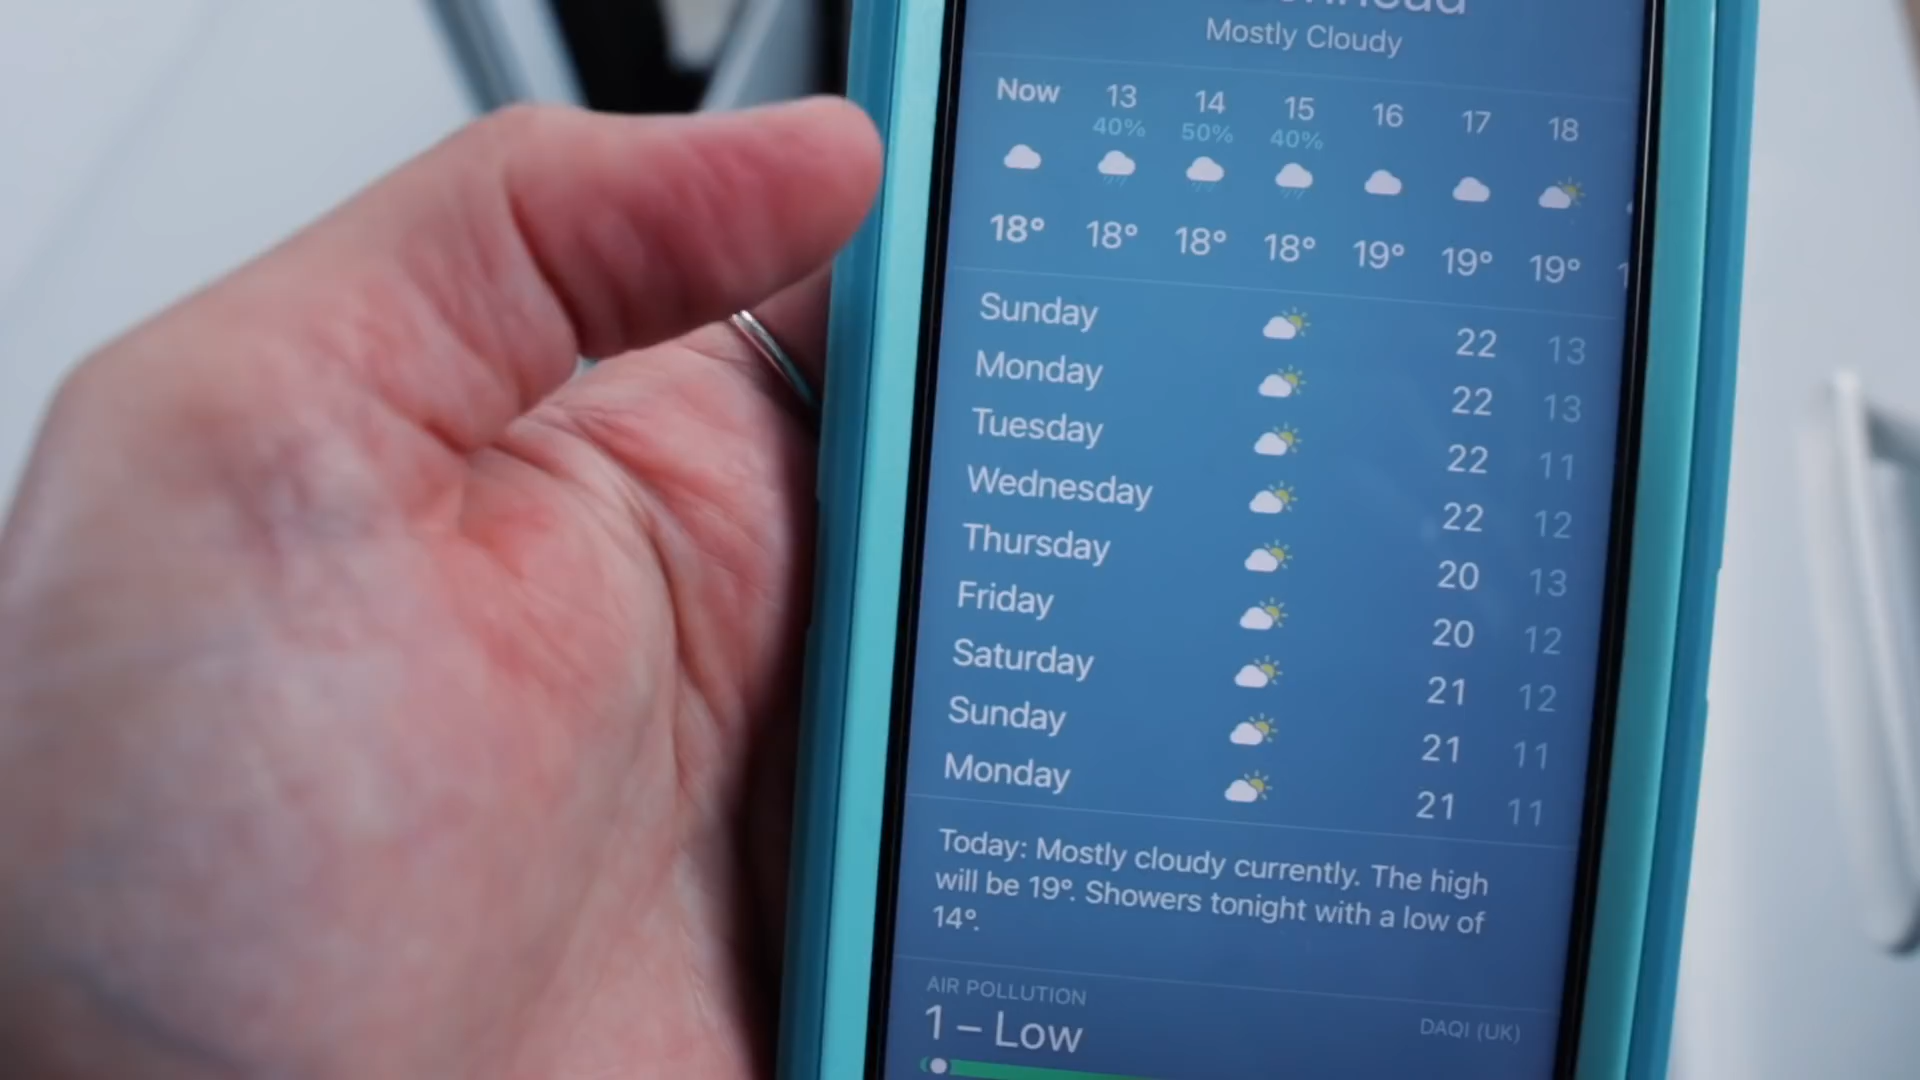 Mostly Cloudy
Now 13 14 15 16 17 18
40% 50% 40%
18° 18° 18° 18° 19° 19° 19°
Sunday 22 13
Monday 22 13
Tuesday 22 11
Wednesday 22 12
Thursday 20 13
Friday 20 12
Saturday 21 12
Sunday 21 11
Monday 21 11
Today: Mostly cloudy currently. The high
will be 19°. Showers tonight with a low of
14°.
AIR POLLUTION
1 – Low DAQI (UK)